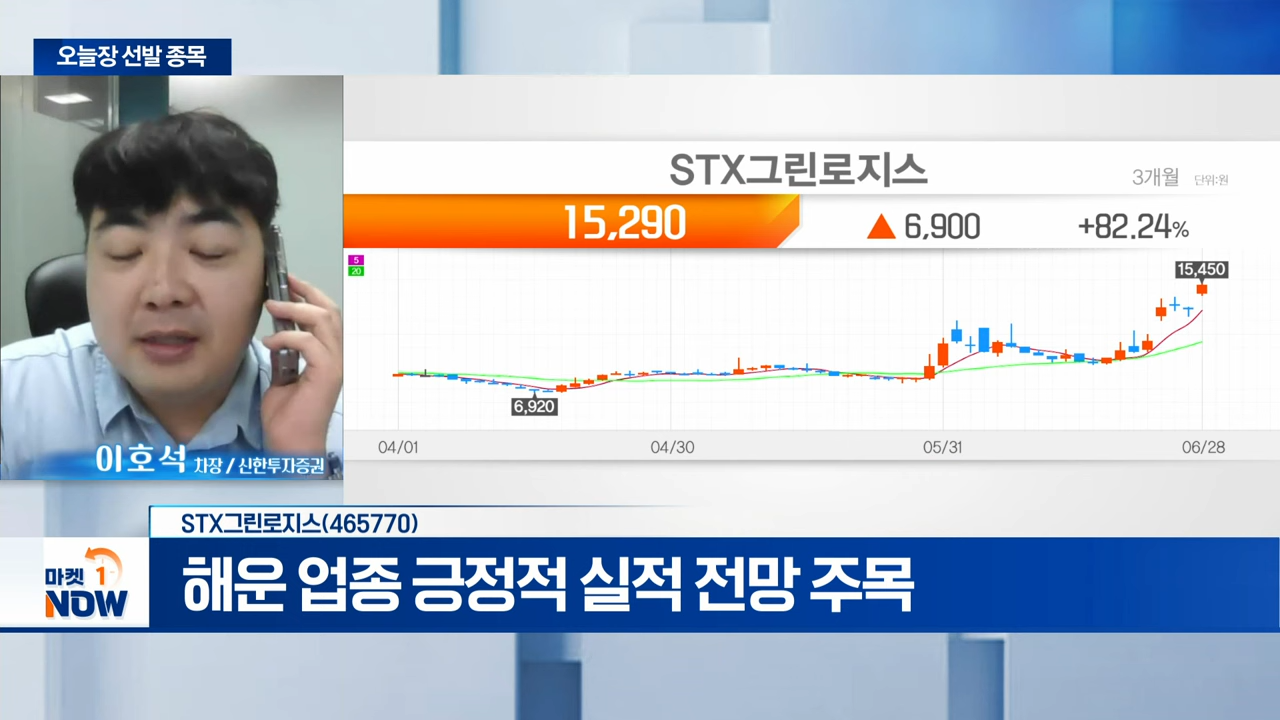 오늘장 선발 종목
STX그린로지스
3개월 단위:원
15,290 ▲ 6,900 +82.24%
5
20
15,450
6,920
04/01 04/30 05/31 06/28
이호석 차장 / 신한투자증권
STX그린로지스(465770)
마켓 1
NOW
해운 업종 긍정적 실적 전망 주목